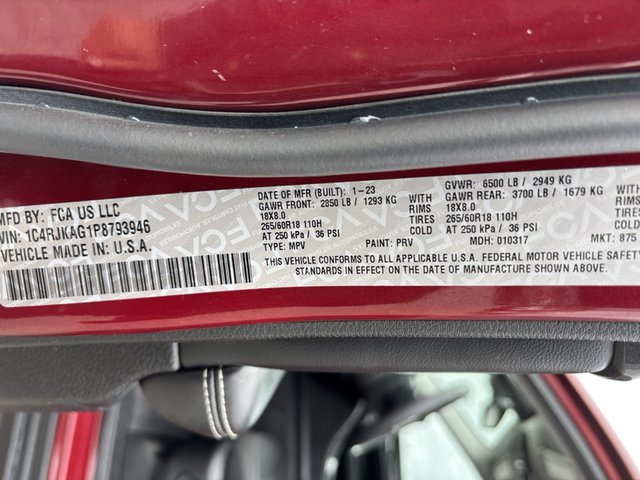 MFD BY: FCA US LLC
VIN: 1C4RJKAG1P8793946
VEHICLE MADE IN: U.S.A.
DATE OF MFR (BUILT): 1-23
GAWR FRONT: 2850 LB / 1293 KG WITH
18X8.0 RIMS
265/60R18 110H TIRES
AT 250 kPa / 36 PSI COLD
TYPE: MPV PAINT: PRV MDH: 010317 MKT: 875
GVWR: 6500 LB / 2949 KG
GAWR REAR: 3700 LB / 1679 KG WITH
18X8.0 RIMS
265/60R18 110H TIRES
AT 250 kPa / 36 PSI COLD
THIS VEHICLE CONFORMS TO ALL APPLICABLE U.S.A. FEDERAL MOTOR VEHICLE SAFETY
STANDARDS IN EFFECT ON THE DATE OF MANUFACTURE SHOWN ABOVE.